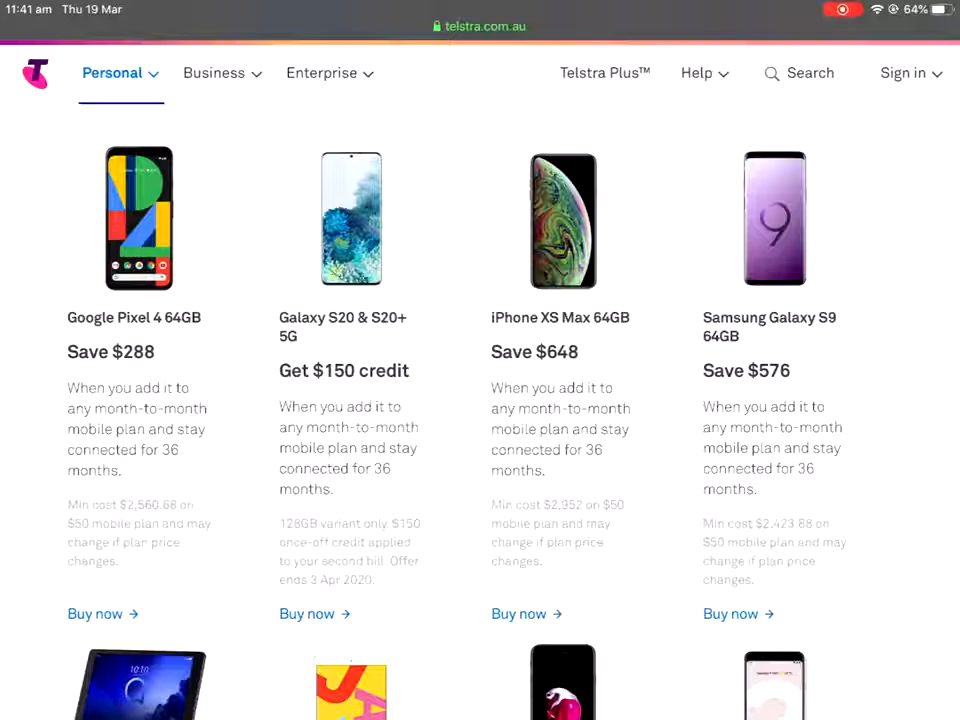 11:41 am Thu 19 Mar
64%
telstra.com.au
Personal Business Enterprise Telstra Plus™ Help Search Sign in
Google Pixel 4 64GB
Save $288
When you add it to
any month-to-month
mobile plan and stay
connected for 36
months.
Min cost $2,560.68 on
$50 mobile plan and may
change if plan price
changes.
Buy now →
Galaxy S20 & S20+
5G
Get $150 credit
When you add it to
any month-to-month
mobile plan and stay
connected for 36
months.
128GB variant only. $150
once-off credit applied
to your second bill. Offer
ends 3 Apr 2020.
Buy now →
iPhone XS Max 64GB
Save $648
When you add it to
any month-to-month
mobile plan and stay
connected for 36
months.
Min cost $2,952 on $50
mobile plan and may
change if plan price
changes.
Buy now →
9
Samsung Galaxy S9
64GB
Save $576
When you add it to
any month-to-month
mobile plan and stay
connected for 36
months.
Min cost $2,423.88 on
$50 mobile plan and may
change if plan price
changes.
Buy now →
10:10